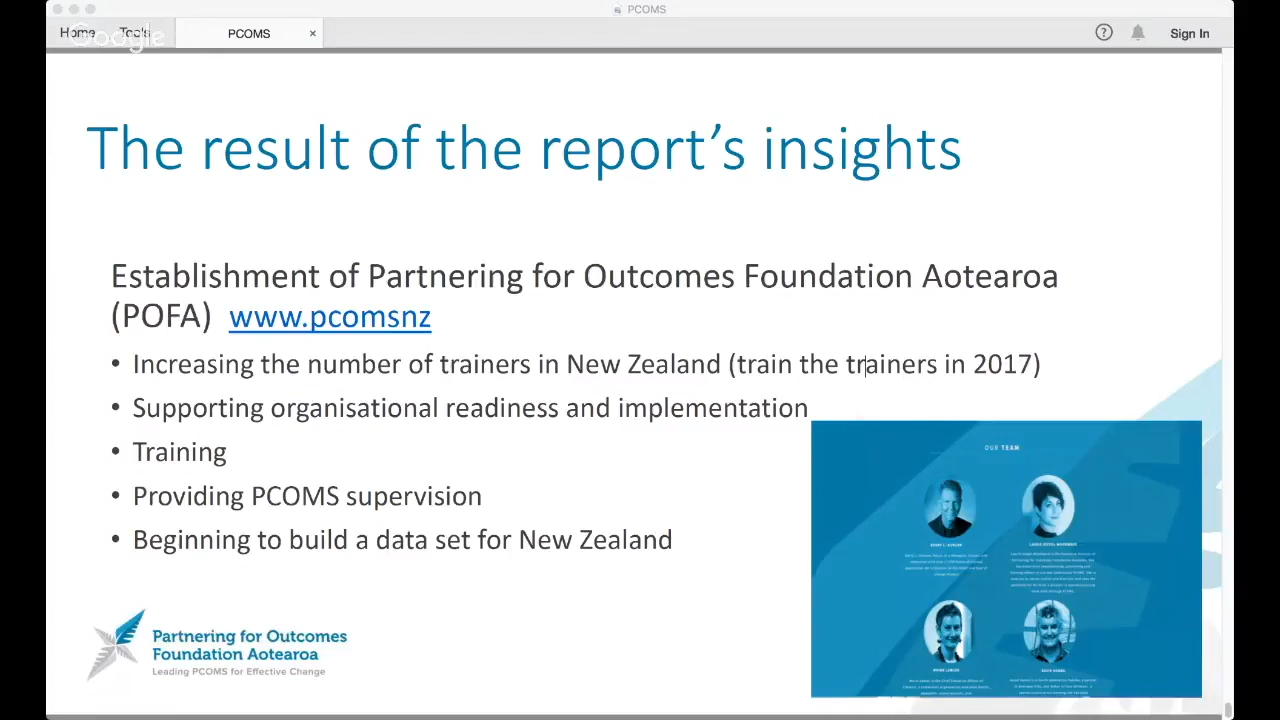 PCOMS
Home Tools PCOMS × ? Sign In
Google
The result of the report’s insights
Establishment of Partnering for Outcomes Foundation Aotearoa
(POFA) www.pcomsnz
• Increasing the number of trainers in New Zealand (train the trainers in 2017)
• Supporting organisational readiness and implementation
• Training
• Providing PCOMS supervision
• Beginning to build a data set for New Zealand
OUR TEAM
Partnering for Outcomes
Foundation Aotearoa
Leading PCOMS for Effective Change